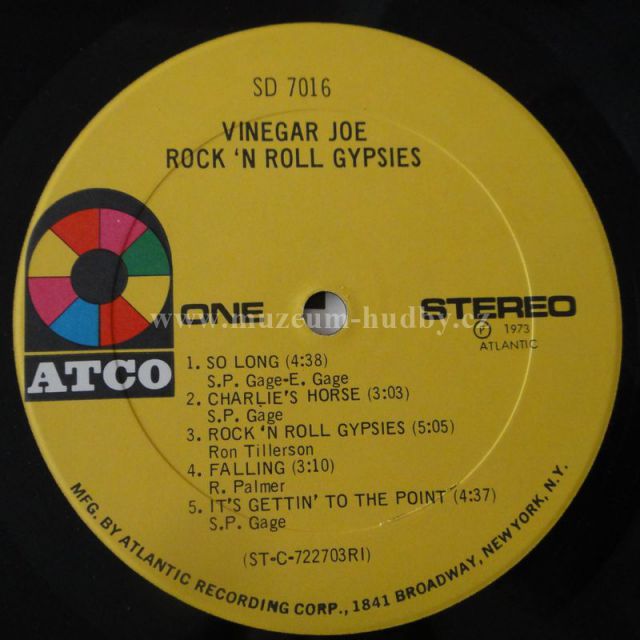 SD 7016
VINEGAR JOE
ROCK 'N ROLL GYPSIES
ATCO
ONE
STEREO
℗ 1973
ATLANTIC
www.muzeum-hudby.cz
1. SO LONG (4:38)
S.P. Gage-E. Gage
2. CHARLIE'S HORSE (3:03)
S.P. Gage
3. ROCK 'N ROLL GYPSIES (5:05)
Ron Tillerson
4. FALLING (3:10)
R. Palmer
5. IT'S GETTIN' TO THE POINT (4:37)
S.P. Gage
(ST-C-722703RI)
MFG. BY ATLANTIC RECORDING CORP., 1841 BROADWAY, NEW YORK, N.Y.